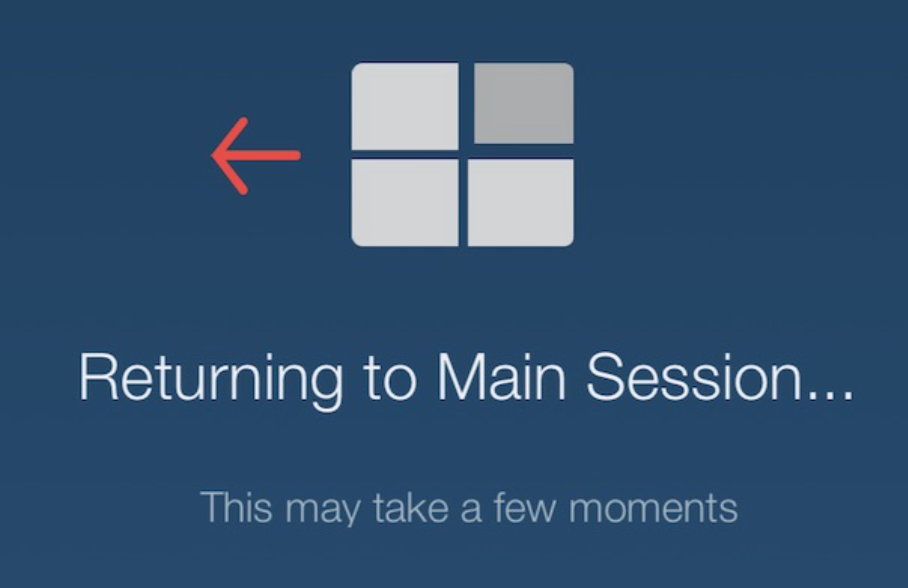 Returning to Main Session...
This may take a few moments